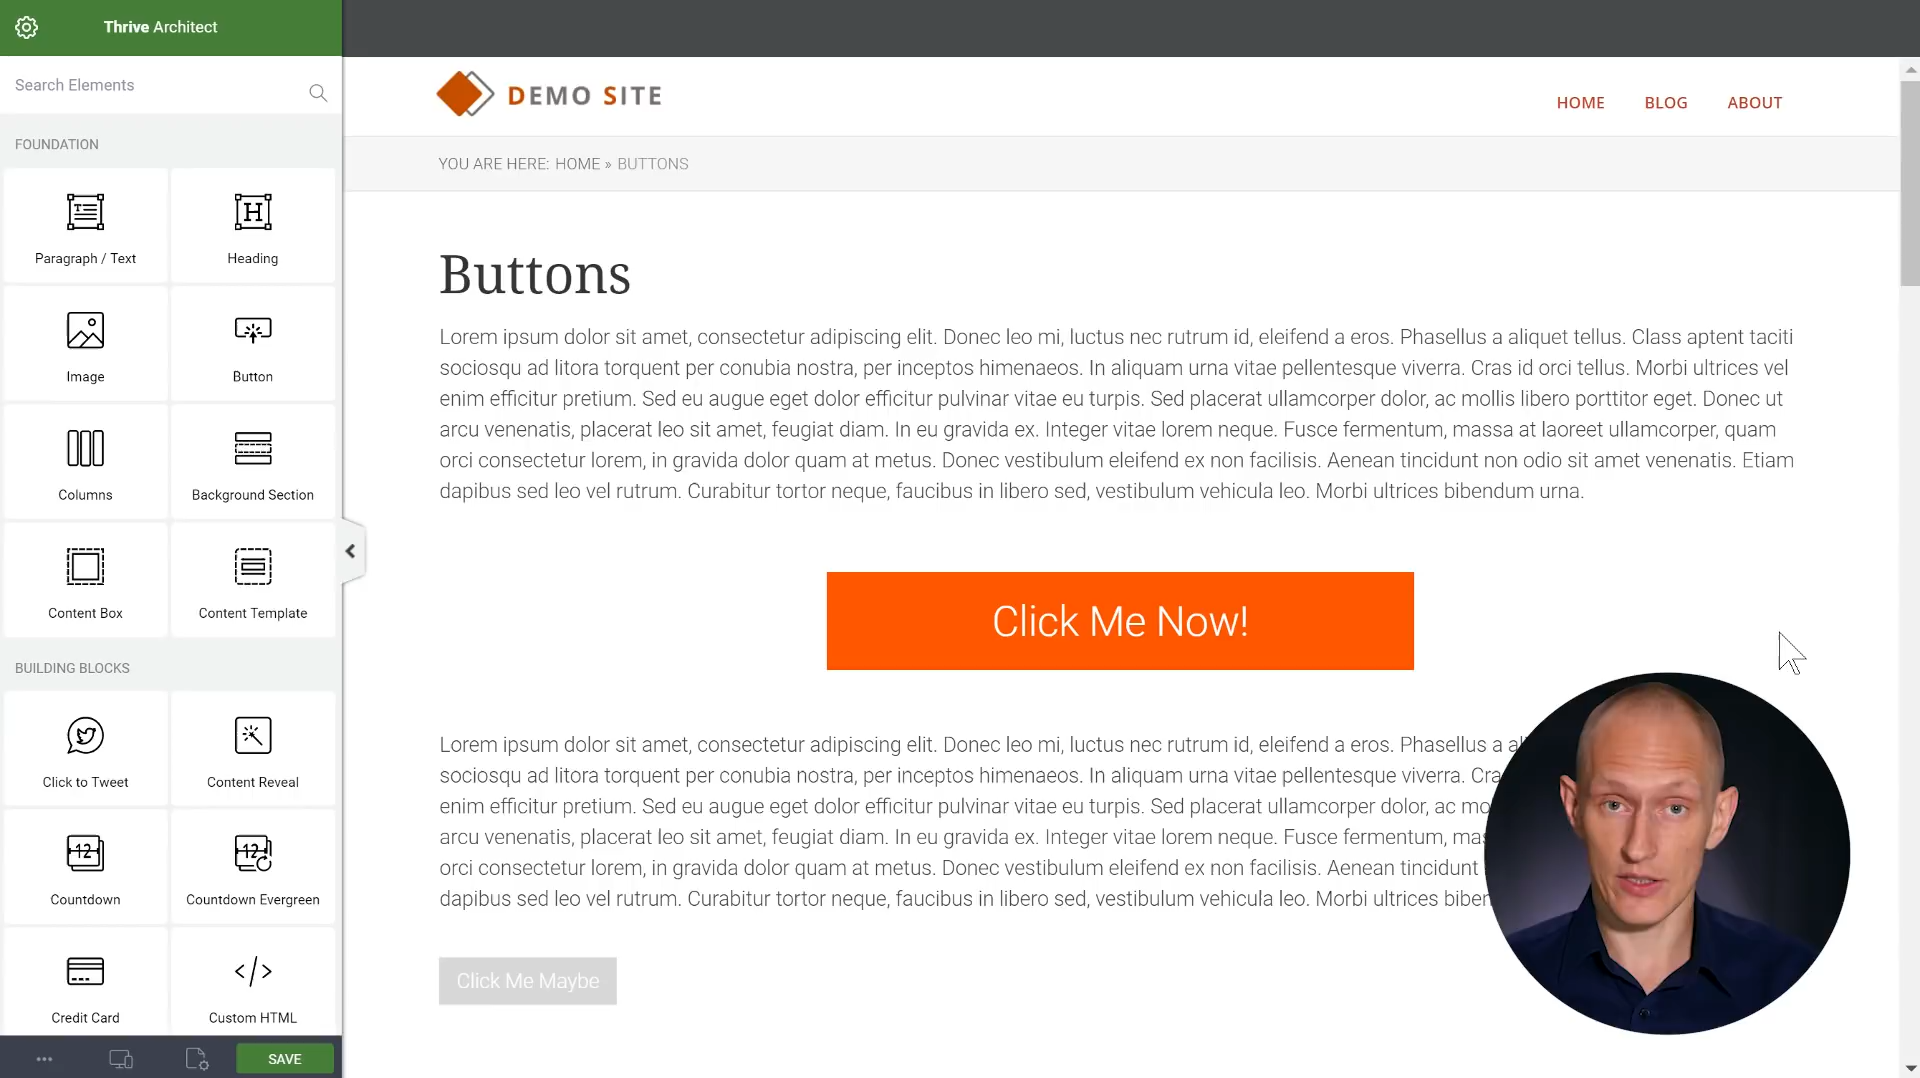 Thrive Architect
Search Elements
FOUNDATION
Paragraph / Text
Heading
Image
Button
Columns
Background Section
Content Box
Content Template
BUILDING BLOCKS
Click to Tweet
Content Reveal
12
Countdown
12
Countdown Evergreen
Credit Card
Custom HTML
SAVE
DEMO SITE
HOME
BLOG
ABOUT
YOU ARE HERE: HOME » BUTTONS
Buttons
Lorem ipsum dolor sit amet, consectetur adipiscing elit. Donec leo mi, luctus nec rutrum id, eleifend a eros. Phasellus a aliquet tellus. Class aptent taciti
sociosqu ad litora torquent per conubia nostra, per inceptos himenaeos. In aliquam urna vitae pellentesque viverra. Cras id orci tellus. Morbi ultrices vel
enim efficitur pretium. Sed eu augue eget dolor efficitur pulvinar vitae eu turpis. Sed placerat ullamcorper dolor, ac mollis libero porttitor eget. Donec ut
arcu venenatis, placerat leo sit amet, feugiat diam. In eu gravida ex. Integer vitae lorem neque. Fusce fermentum, massa at laoreet ullamcorper, quam
orci consectetur lorem, in gravida dolor quam at metus. Donec vestibulum eleifend ex non facilisis. Aenean tincidunt non odio sit amet venenatis. Etiam
dapibus sed leo vel rutrum. Curabitur tortor neque, faucibus in libero sed, vestibulum vehicula leo. Morbi ultrices bibendum urna.
Click Me Now!
Lorem ipsum dolor sit amet, consectetur adipiscing elit. Donec leo mi, luctus nec rutrum id, eleifend a eros. Phasellus a
sociosqu ad litora torquent per conubia nostra, per inceptos himenaeos. In aliquam urna vitae pellentesque viverra.
enim efficitur pretium. Sed eu augue eget dolor efficitur pulvinar vitae eu turpis. Sed placerat ullamcorper dolor, ac
arcu venenatis, placerat leo sit amet, feugiat diam. In eu gravida ex. Integer vitae lorem neque. Fusce fermentum,
orci consectetur lorem, in gravida dolor quam at metus. Donec vestibulum eleifend ex non facilisis. Aenean tincidunt
dapibus sed leo vel rutrum. Curabitur tortor neque, faucibus in libero sed, vestibulum vehicula leo. Morbi ultrices
Click Me Maybe